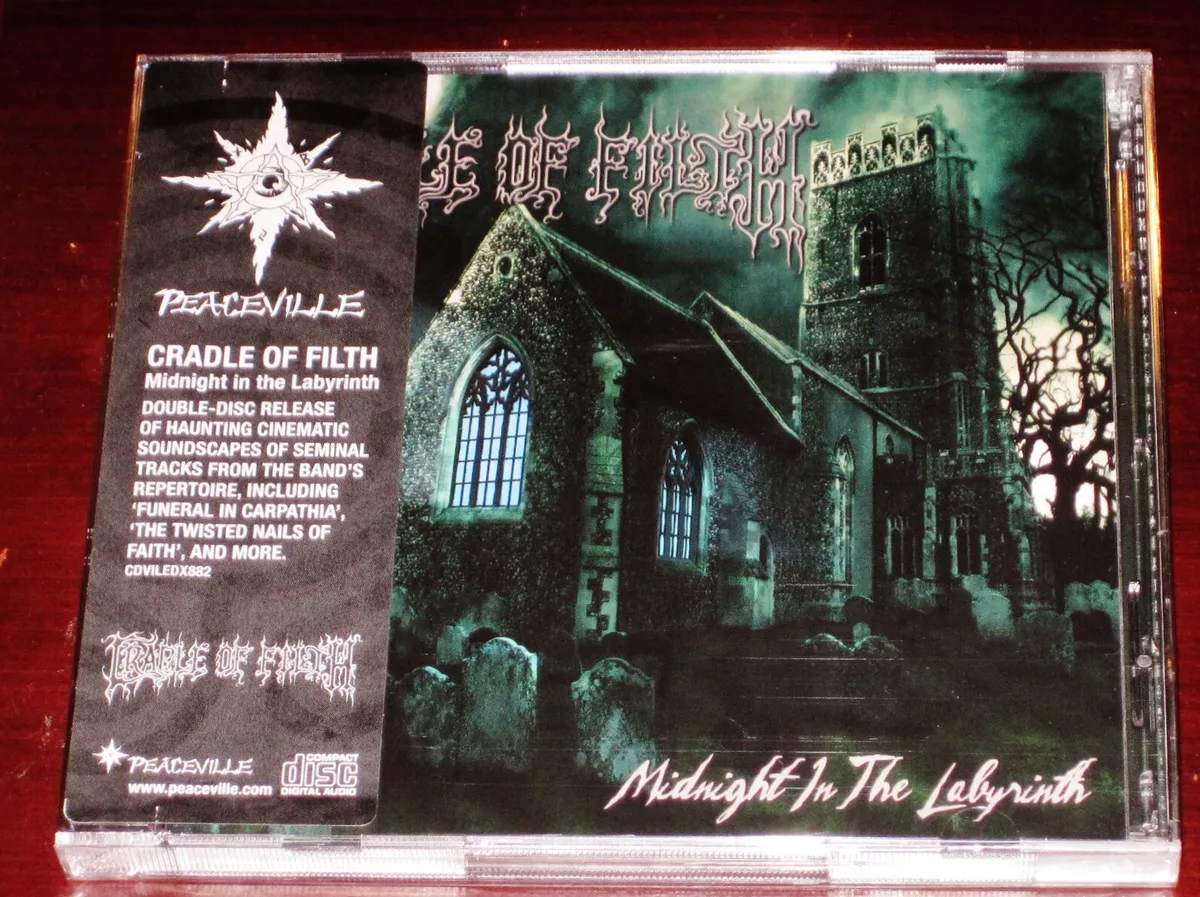 PEACEVILLE
CRADLE OF FILTH
Midnight in the Labyrinth
DOUBLE-DISC RELEASE
OF HAUNTING CINEMATIC
SOUNDSCAPES OF SEMINAL
TRACKS FROM THE BAND'S
REPERTOIRE, INCLUDING
‘FUNERAL IN CARPATHIA’,
‘THE TWISTED NAILS OF
FAITH’, AND MORE.
CDVILEDX882
CRADLE OF FILTH
PEACEVILLE
www.peaceville.com
COMPACT
disc
DIGITAL AUDIO
LE OF FILTH
Midnight In The Labyrinth